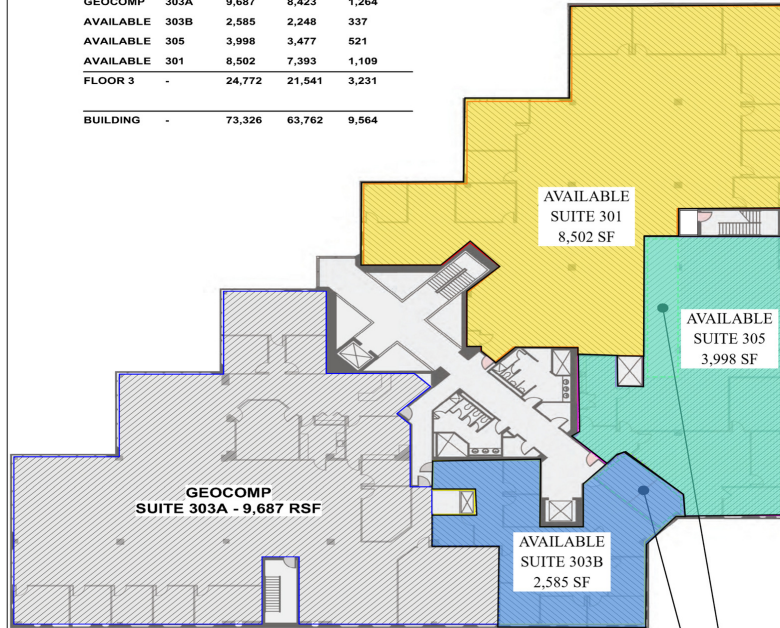 GEOCOMP 303A 9,687 8,423 1,264
AVAILABLE 303B 2,585 2,248 337
AVAILABLE 305 3,998 3,477 521
AVAILABLE 301 8,502 7,393 1,109
FLOOR 3 - 24,772 21,541 3,231
BUILDING - 73,326 63,762 9,564
AVAILABLE
SUITE 301
8,502 SF
AVAILABLE
SUITE 305
3,998 SF
GEOCOMP
SUITE 303A - 9,687 RSF
AVAILABLE
SUITE 303B
2,585 SF